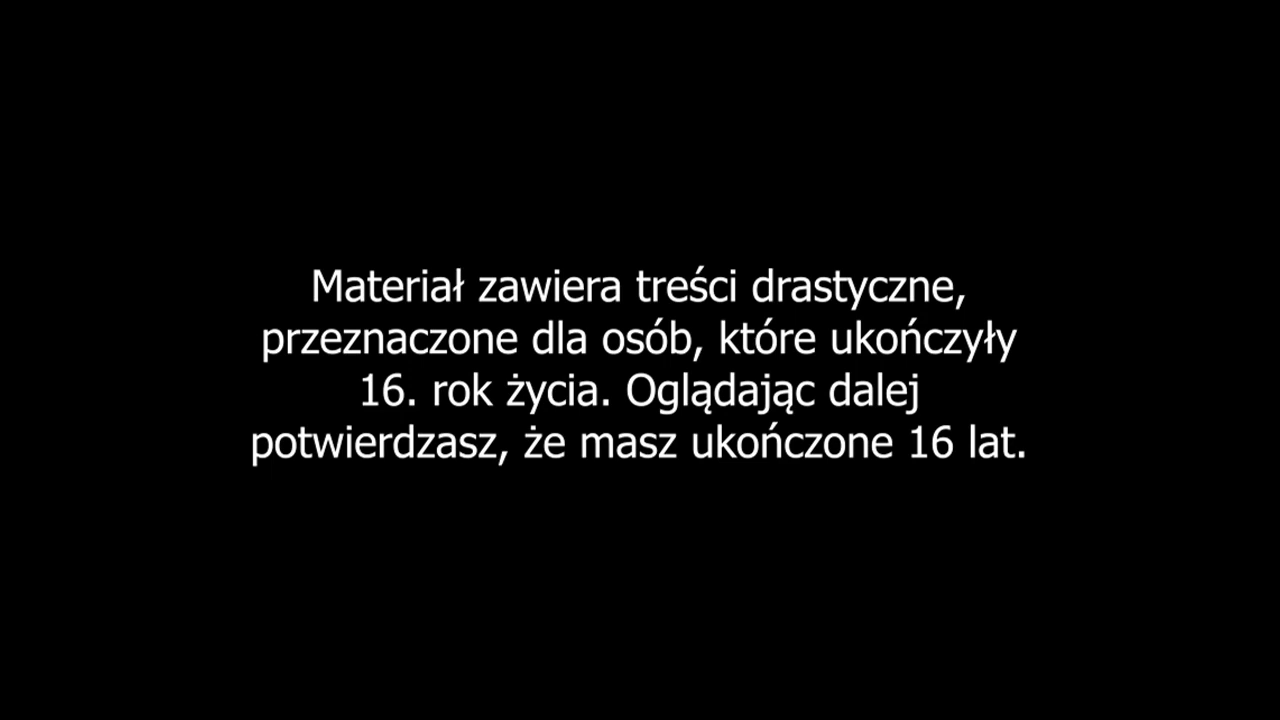 Materiał zawiera treści drastyczne,
przeznaczone dla osób, które ukończyły
16. rok życia. Oglądając dalej
potwierdzasz, że masz ukończone 16 lat.